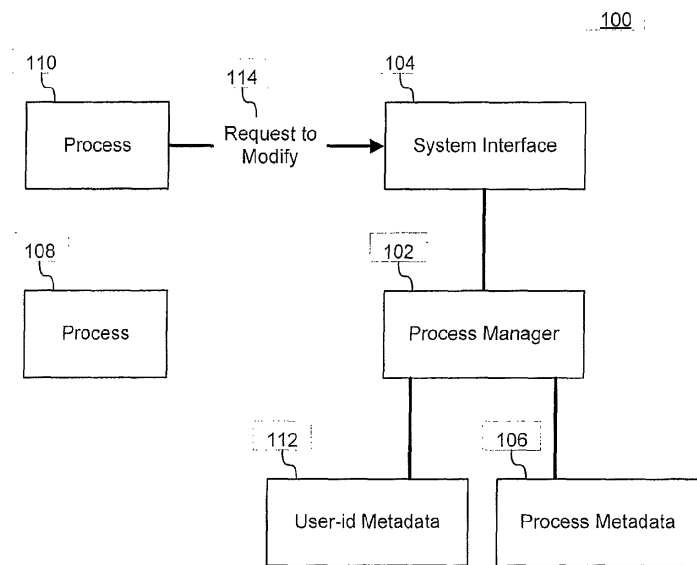 100
110
114
104
Process
Request to
Modify
System Interface
108
102
Process
Process Manager
112
106
User-id Metadata
Process Metadata